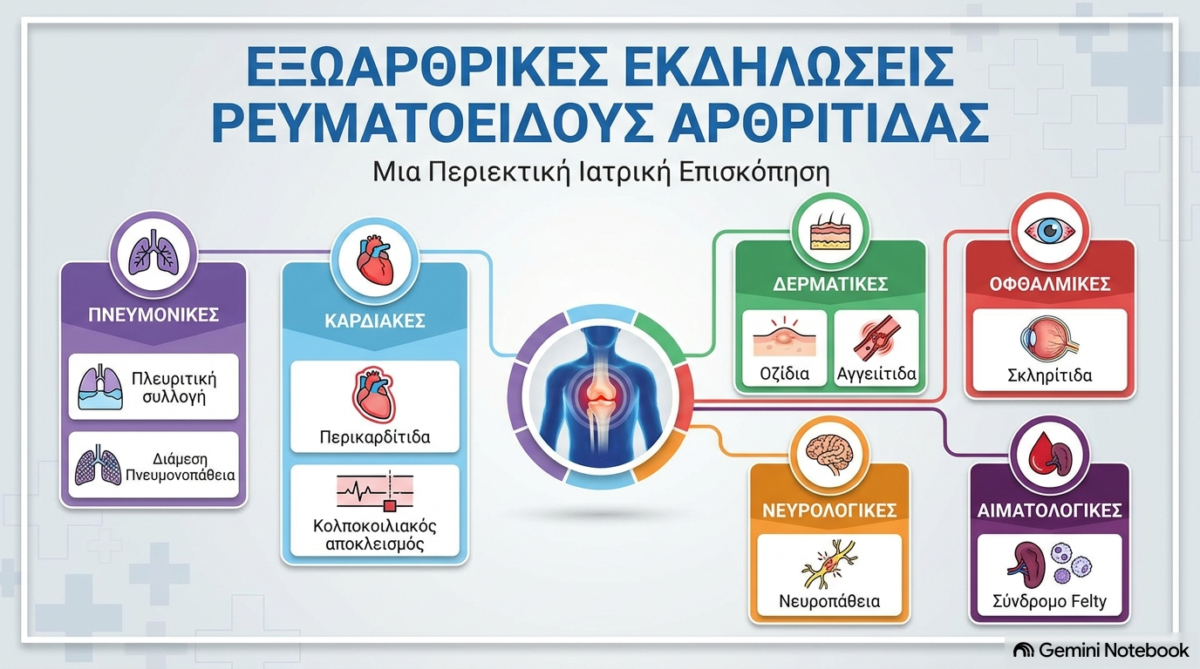 ΕΞΩΑΡΘΡΙΚΕΣ ΕΚΔΗΛΩΣΕΙΣ
ΡΕΥΜΑΤΟΕΙΔΟΥΣ ΑΡΘΡΙΤΙΔΑΣ
Μια Περιεκτική Ιατρική Επισκόπηση
ΠΝΕΥΜΟΝΙΚΕΣ
Πλευριτική
συλλογή
Διάμεση
Πνευμονοπάθεια
ΚΑΡΔΙΑΚΕΣ
Περικαρδίτιδα
Κολποκοιλιακός
αποκλεισμός
ΔΕΡΜΑΤΙΚΕΣ
Οζίδια
Αγγειίτιδα
ΟΦΘΑΛΜΙΚΕΣ
Σκληρίτιδα
ΝΕΥΡΟΛΟΓΙΚΕΣ
Νευροπάθεια
ΑΙΜΑΤΟΛΟΓΙΚΕΣ
Σύνδρομο Felty
Gemini Notebook